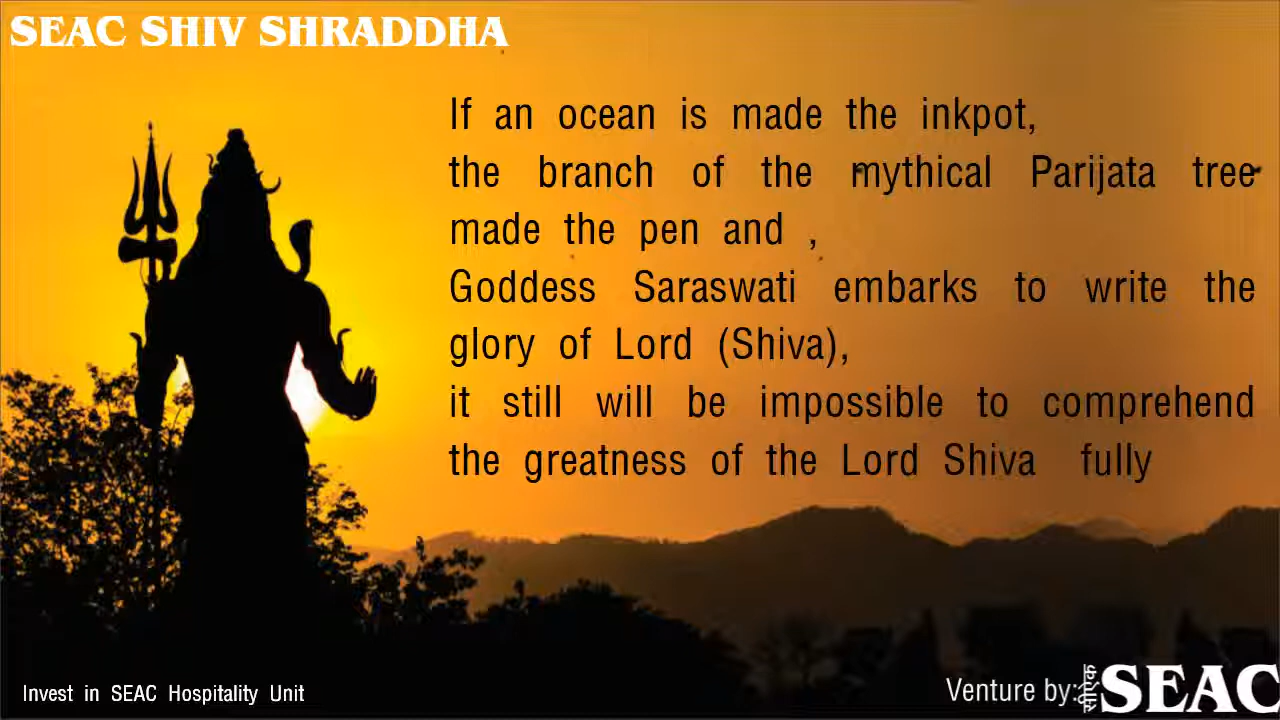 SEAC SHIV SHRADDHA
If an ocean is made the inkpot,
the branch of the mythical Parijata tree
made the pen and ,
Goddess Saraswati embarks to write the
glory of Lord (Shiva),
it still will be impossible to comprehend
the greatness of the Lord Shiva fully
Invest in SEAC Hospitality Unit
Venture by: सीएक SEAC